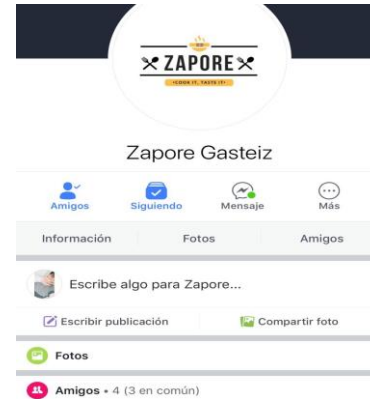 ZAPORE
•COOK IT, TASTE IT•
Zapore Gasteiz
Amigos Siguiendo Mensaje Más
Información Fotos Amigos
Escribe algo para Zapore...
Escribir publicación Compartir foto
Fotos
Amigos • 4 (3 en común)